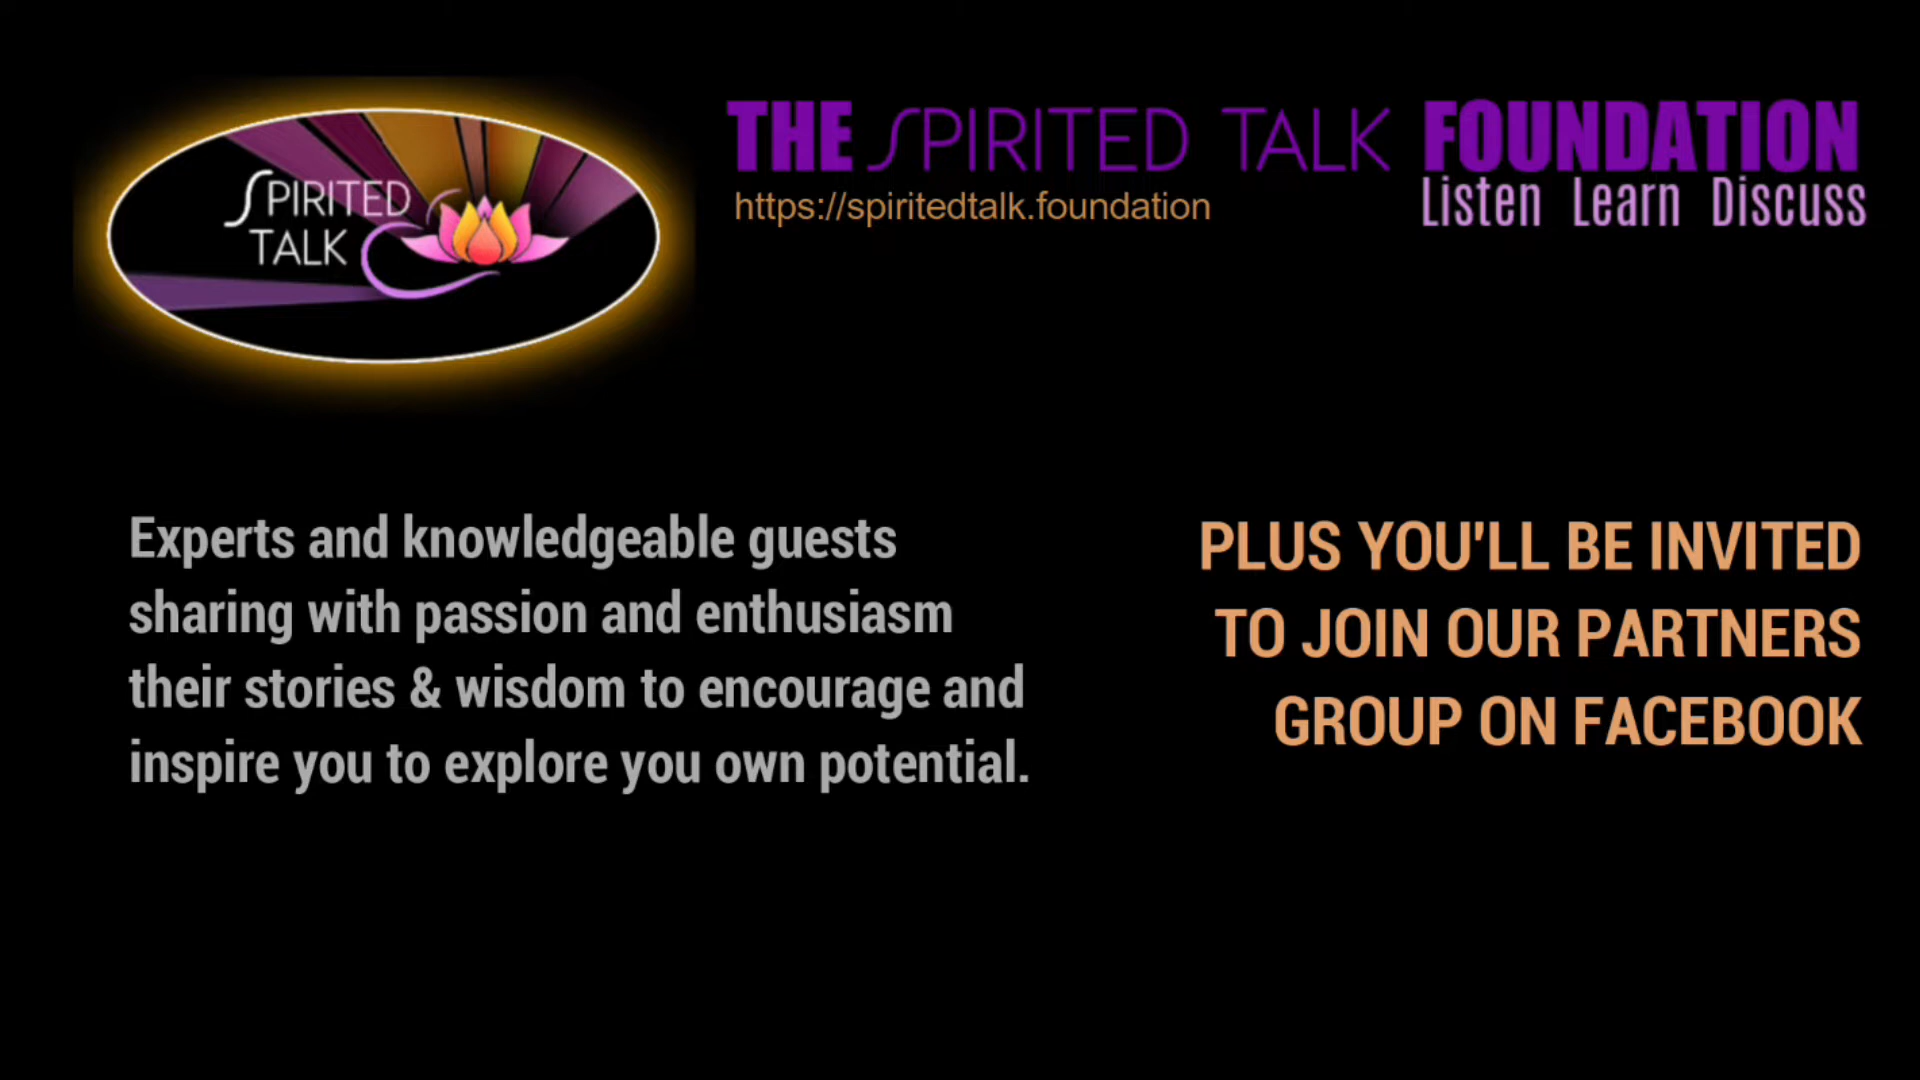 SPIRITED
TALK
THE SPIRITED TALK FOUNDATION
https://spiritedtalk.foundation
Listen Learn Discuss
Experts and knowledgeable guests
sharing with passion and enthusiasm
their stories & wisdom to encourage and
inspire you to explore you own potential.
PLUS YOU'LL BE INVITED
TO JOIN OUR PARTNERS
GROUP ON FACEBOOK